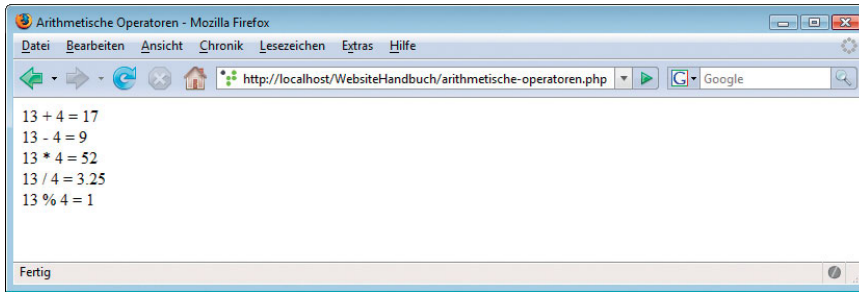 Arithmetische Operatoren - Mozilla Firefox
Datei Bearbeiten Ansicht Chronik Lesezeichen Extras Hilfe
http://localhost/WebsiteHandbuch/arithmetische-operatoren.php G Google
13 + 4 = 17
13 - 4 = 9
13 * 4 = 52
13 / 4 = 3.25
13 % 4 = 1
Fertig